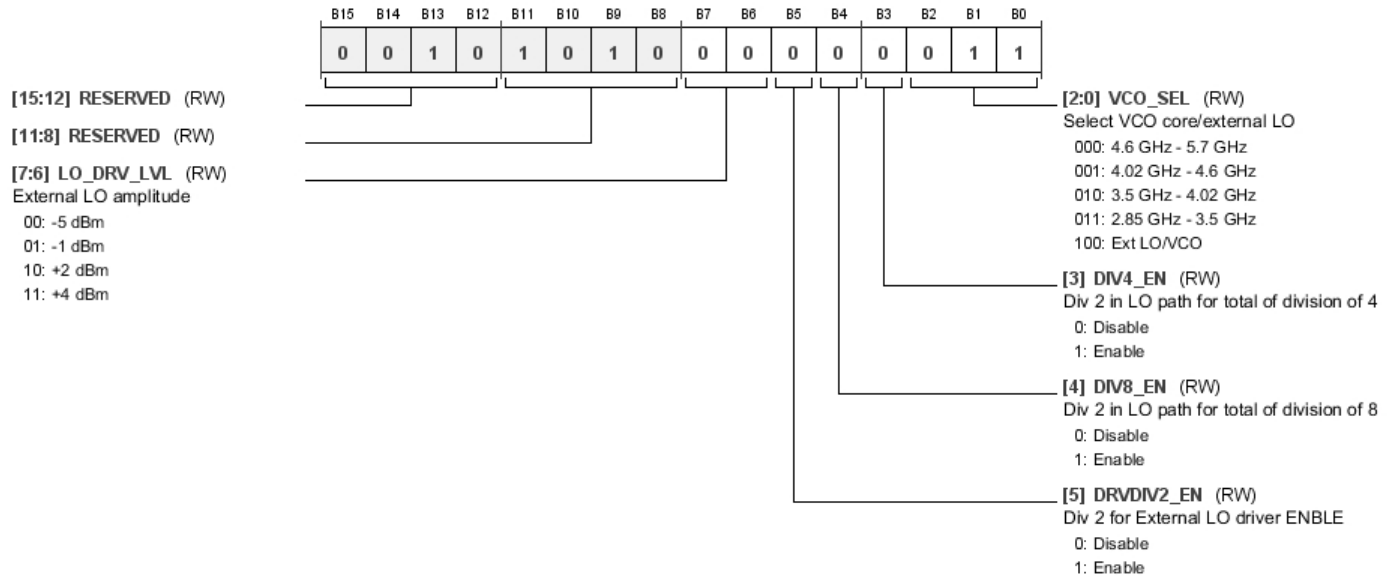 B15 B14 B13 B12 B11 B10 B9 B8 B7 B6 B5 B4 B3 B2 B1 B0
0 0 1 0 1 0 1 0 0 0 0 0 0 0 1 1
[15:12] RESERVED (RW)
[11:8] RESERVED (RW)
[7:6] LO_DRV_LVL (RW)
External LO amplitude
00: -5 dBm
01: -1 dBm
10: +2 dBm
11: +4 dBm
[2:0] VCO_SEL (RW)
Select VCO core/external LO
000: 4.6 GHz - 5.7 GHz
001: 4.02 GHz - 4.6 GHz
010: 3.5 GHz - 4.02 GHz
011: 2.85 GHz - 3.5 GHz
100: Ext LO/VCO
[3] DIV4_EN (RW)
Div 2 in LO path for total of division of 4
0: Disable
1: Enable
[4] DIV8_EN (RW)
Div 2 in LO path for total of division of 8
0: Disable
1: Enable
[5] DRVDIV2_EN (RW)
Div 2 for External LO driver ENBLE
0: Disable
1: Enable